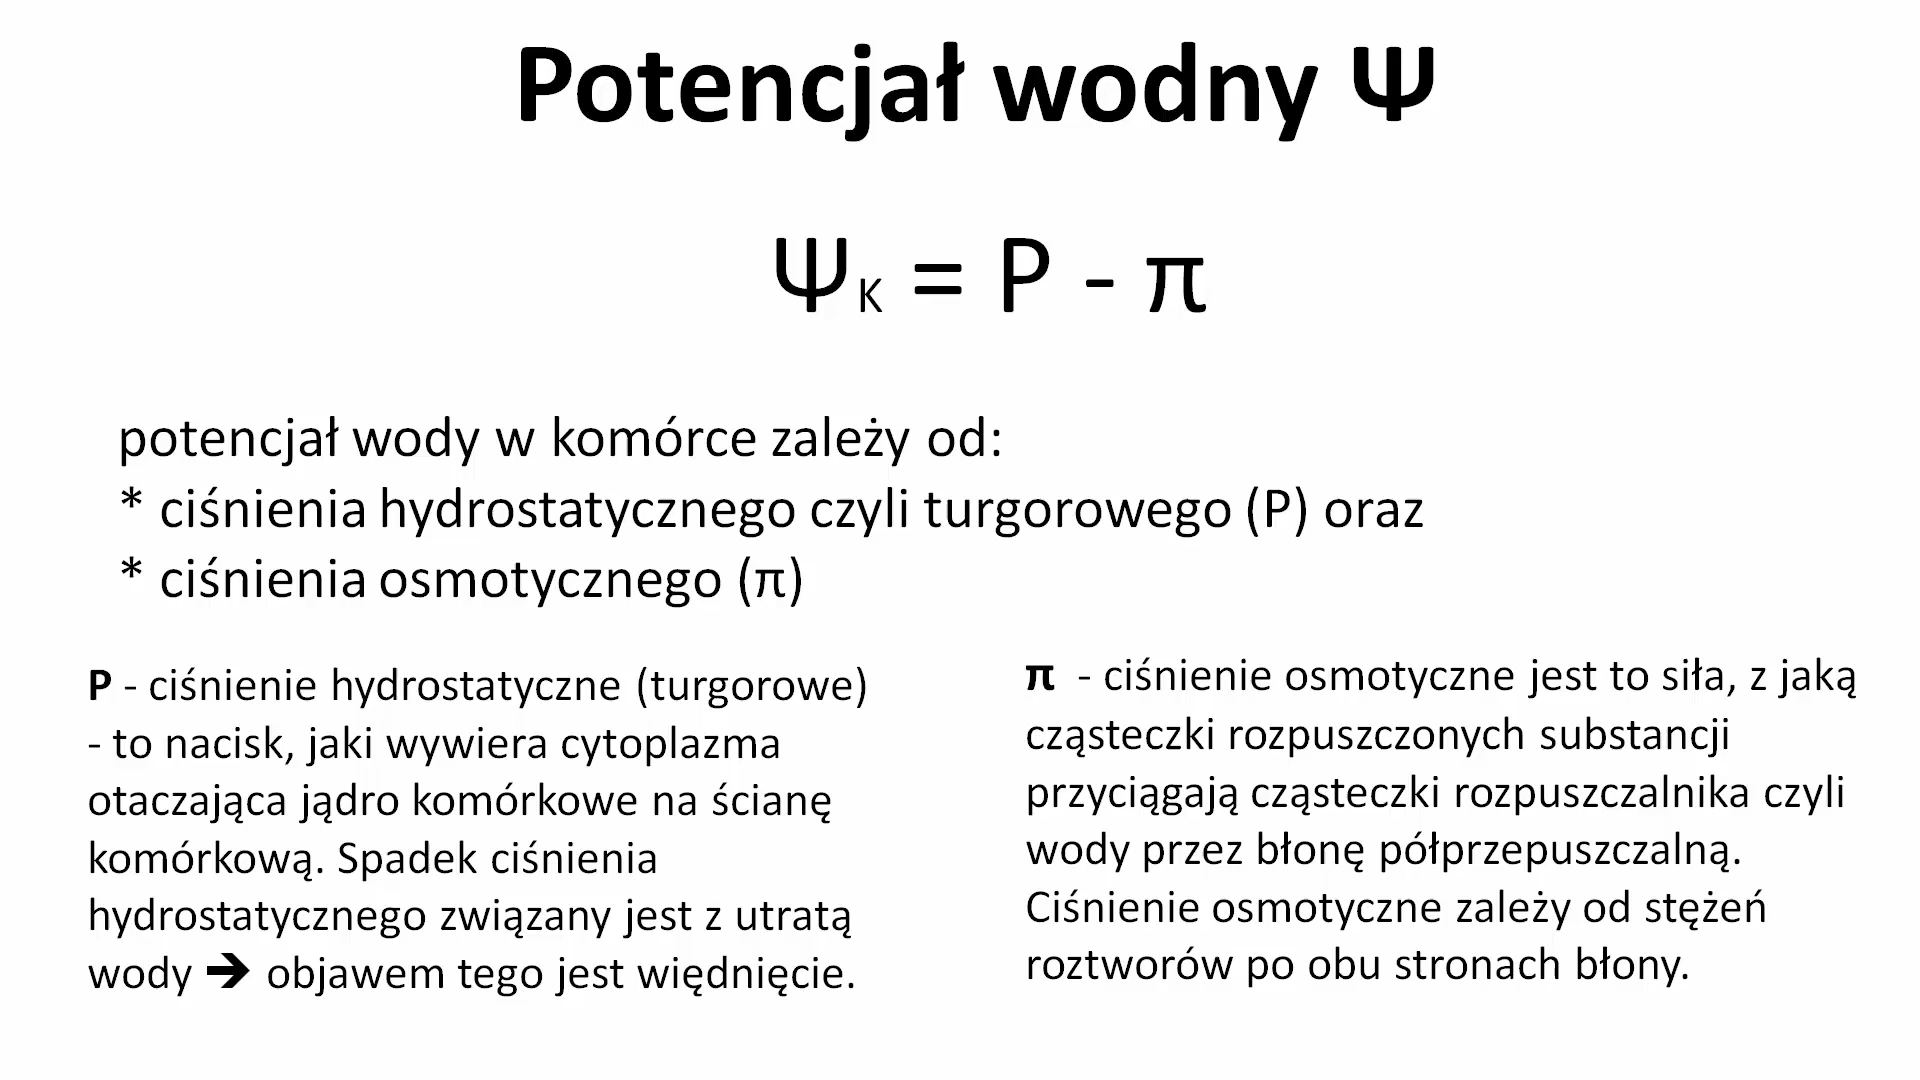 Potencjał wodny Ψ
ΨK = P - π
potencjał wody w komórce zależy od:
* ciśnienia hydrostatycznego czyli turgorowego (P) oraz
* ciśnienia osmotycznego (π)
P - ciśnienie hydrostatyczne (turgorowe)
- to nacisk, jaki wywiera cytoplazma
otaczająca jądro komórkowe na ścianę
komórkową. Spadek ciśnienia
hydrostatycznego związany jest z utratą
wody ➔ objawem tego jest więdnięcie.
π - ciśnienie osmotyczne jest to siła, z jaką
cząsteczki rozpuszczonych substancji
przyciągają cząsteczki rozpuszczalnika czyli
wody przez błonę półprzepuszczalną.
Ciśnienie osmotyczne zależy od stężeń
roztworów po obu stronach błony.